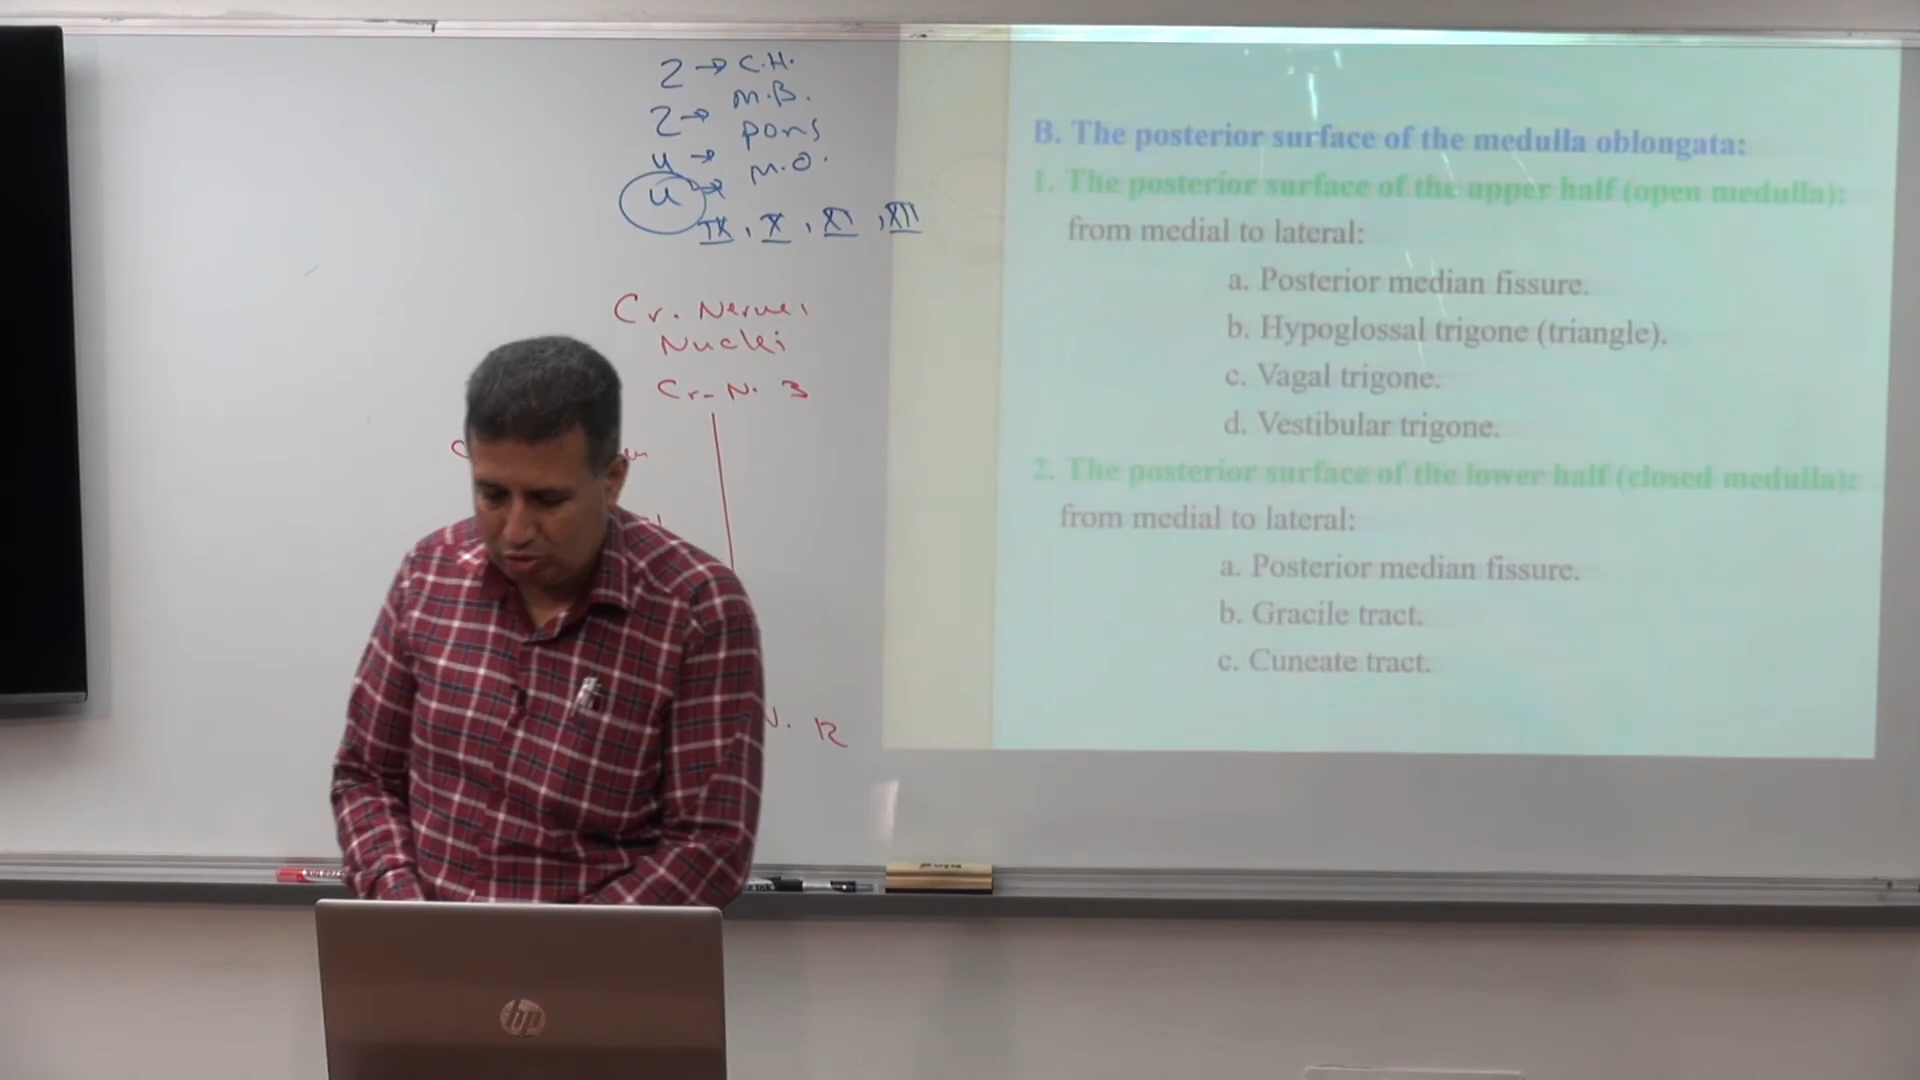 2 → C.H.
2 → M.B.
4 → pons
4 → M.O.
IX, X, XI, XII
Cr. Nerves
Nuclei
Cr. N. 3
N. 12
B. The posterior surface of the medulla oblongata:
1. The posterior surface of the upper half (open medulla):
from medial to lateral:
a. Posterior median fissure.
b. Hypoglossal trigone (triangle).
c. Vagal trigone.
d. Vestibular trigone.
2. The posterior surface of the lower half (closed medulla):
from medial to lateral:
a. Posterior median fissure.
b. Gracile tract.
c. Cuneate tract.
hp